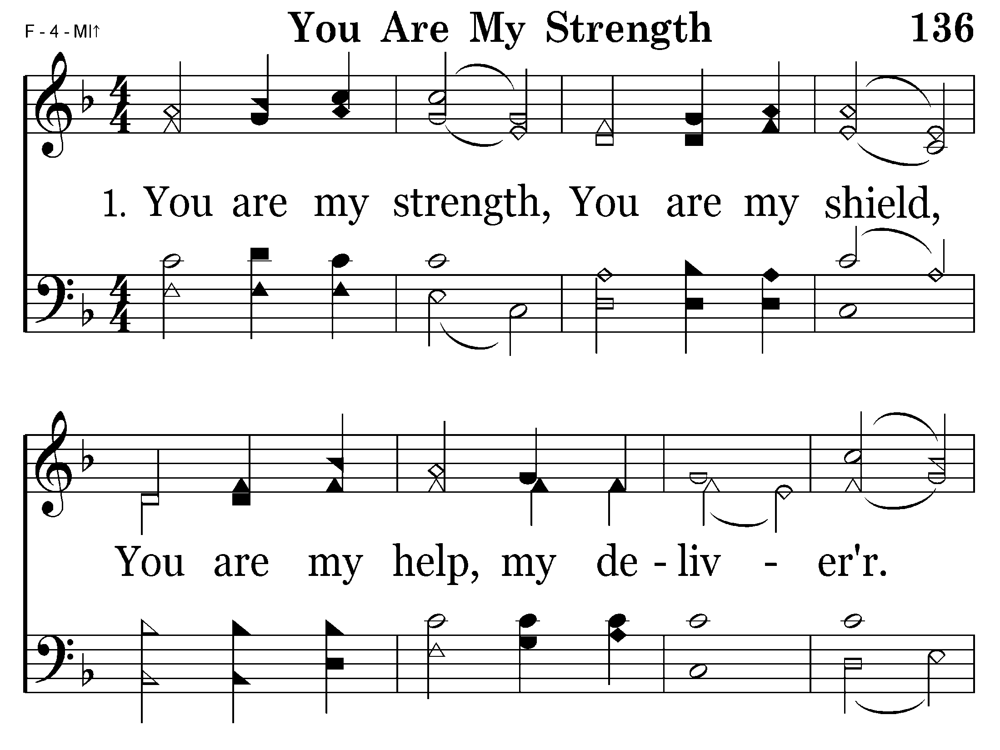 F - 4 - MI↑ You Are My Strength 136
1. You are my strength, You are my shield,
You are my help, my de - liv - er'r.